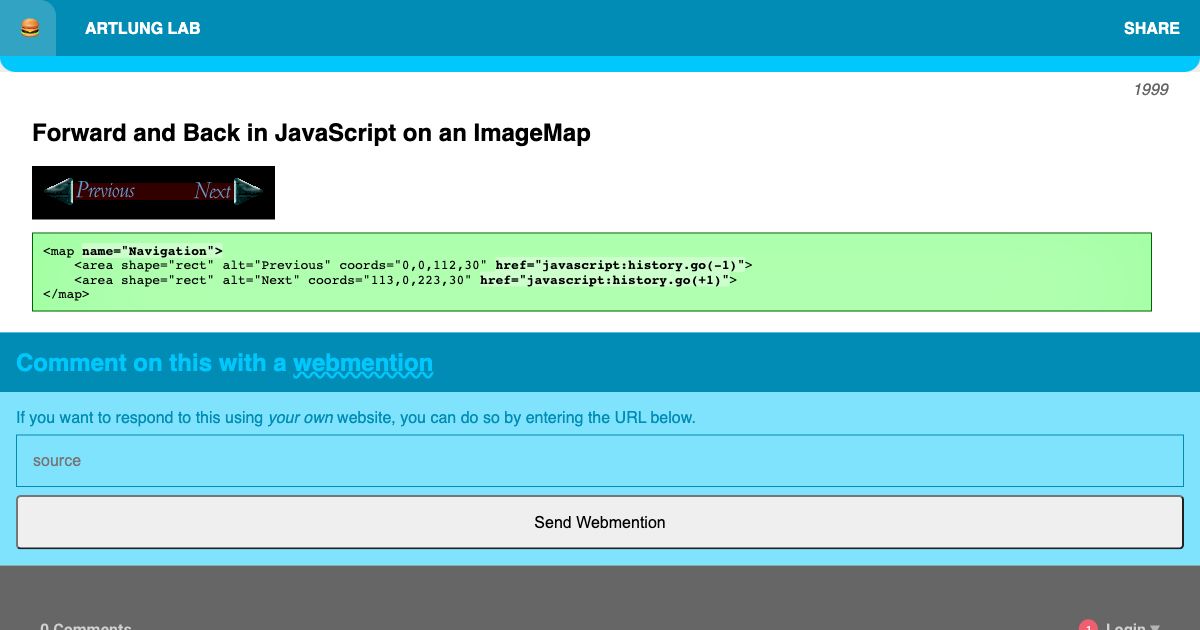 ARTLUNG LAB
SHARE
1999
Forward and Back in JavaScript on an ImageMap
Previous Next
<map name="Navigation">
    <area shape="rect" alt="Previous" coords="0,0,112,30" href="javascript:history.go(-1)">
    <area shape="rect" alt="Next" coords="113,0,223,30" href="javascript:history.go(+1)">
</map>
Comment on this with a webmention
If you want to respond to this using your own website, you can do so by entering the URL below.
source
Send Webmention
0 Comments
1 Login